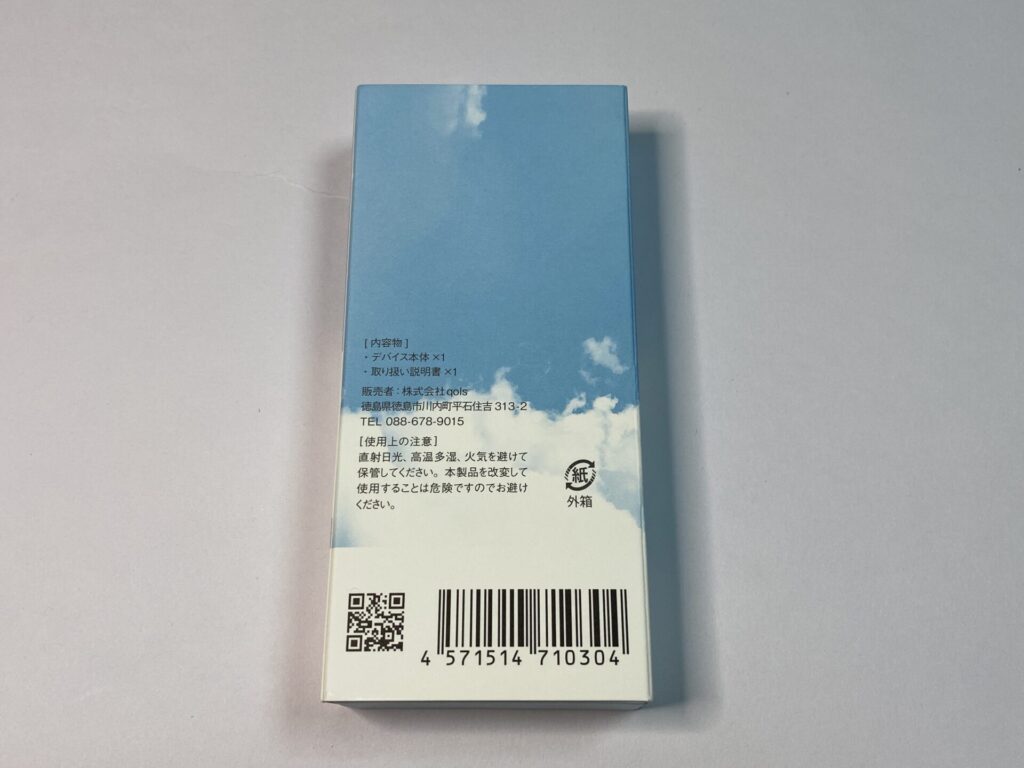 [内容物]
・デバイス本体 ×1
・取り扱い説明書 ×1
販売者：株式会社 qols
徳島県徳島市川内町平石住吉 313-2
TEL 088-678-9015
[使用上の注意]
直射日光、高温多湿、火気を避けて
保管してください。本製品を改変して
使用することは危険ですのでお避け
ください。
紙
外箱
4 571514 710304